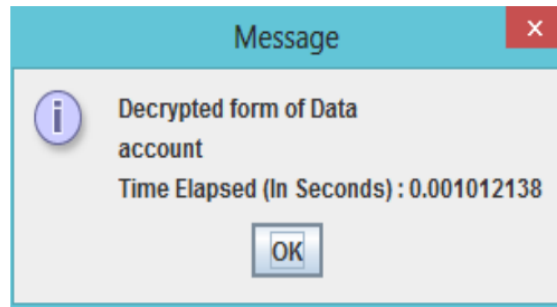 Message
x
Decrypted form of Data
account
Time Elapsed (In Seconds) : 0.001012138
OK